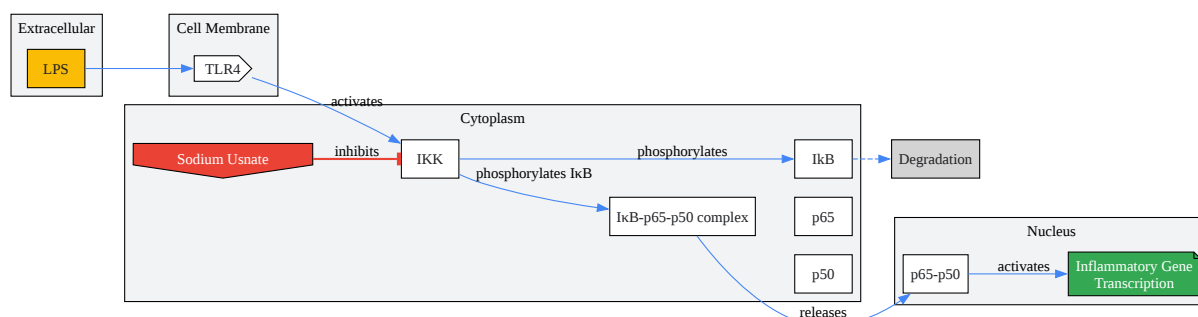 Extracellular
LPS
Cell Membrane
TLR4
activates
Cytoplasm
Sodium Usnate
inhibits
IKK
phosphorylates
IkB
Degradation
phosphorylates IκB
IκB-p65-p50 complex
p65
p50
releases
Nucleus
p65-p50
activates
Inflammatory Gene
Transcription